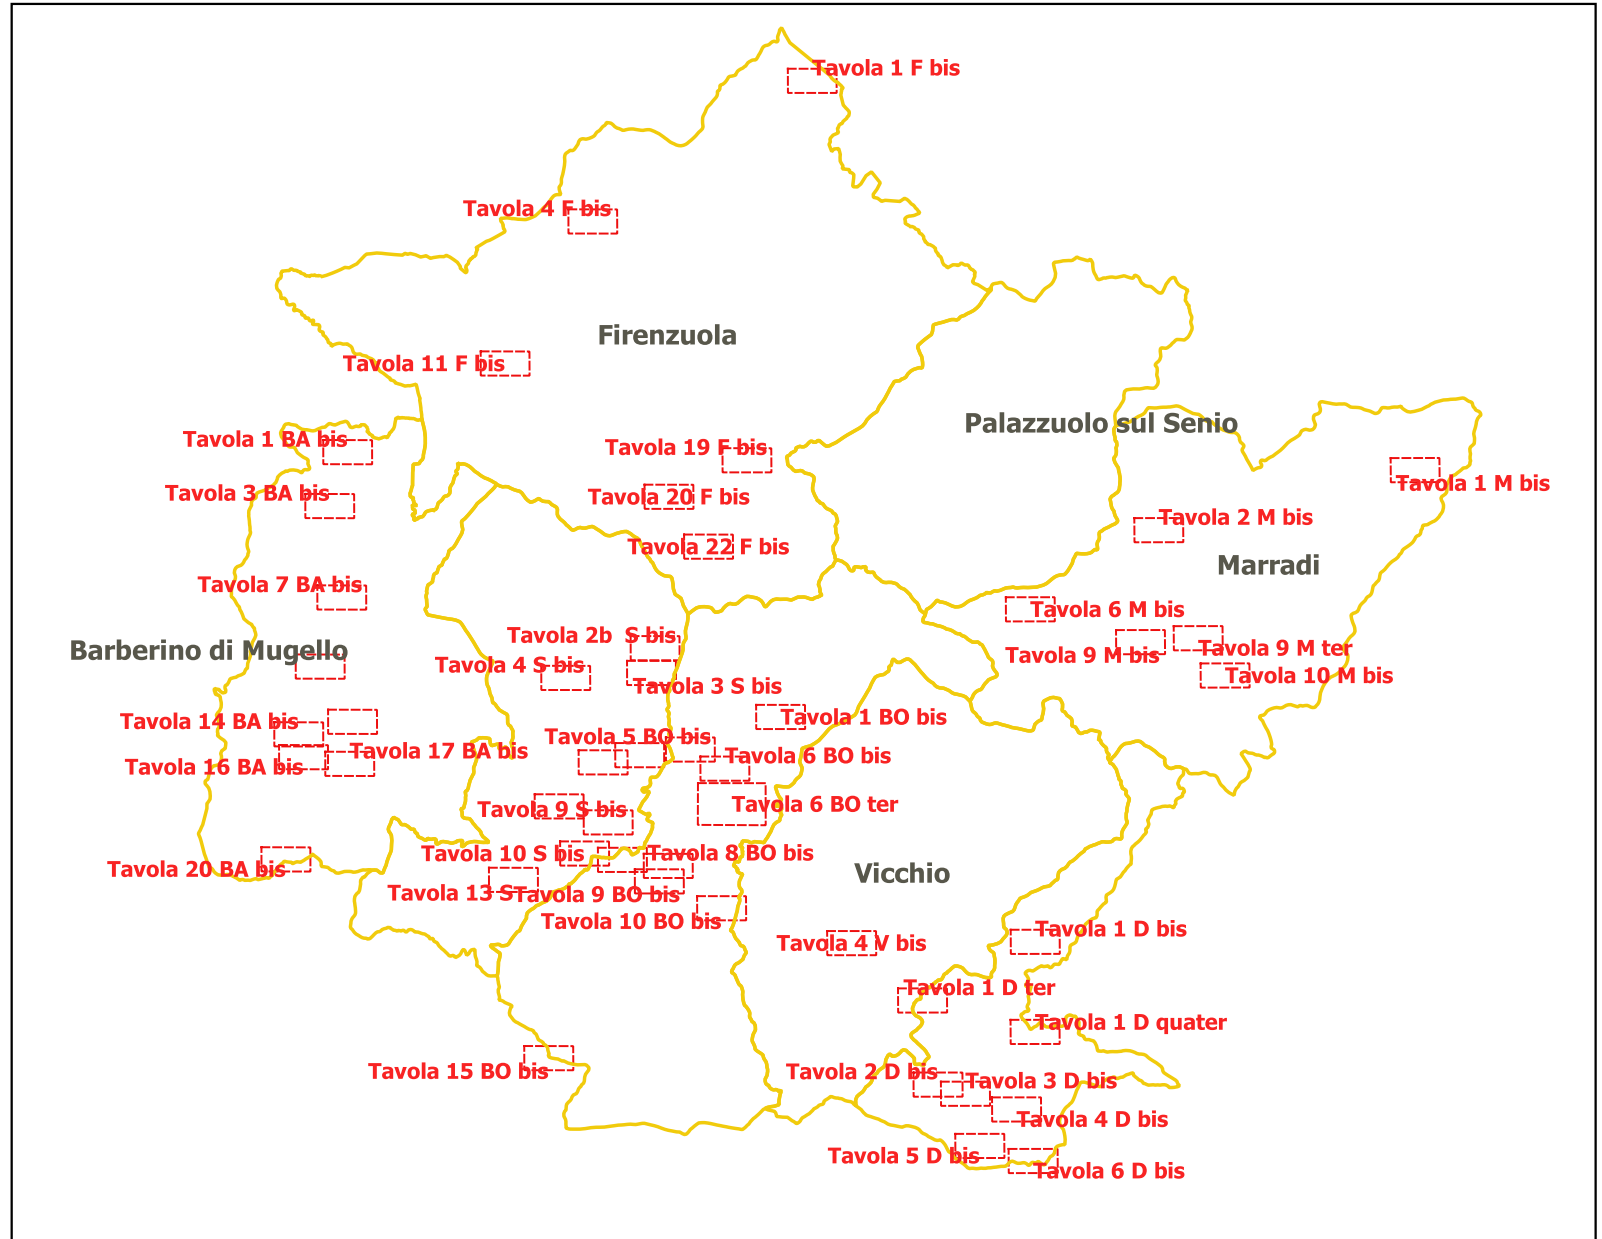 Tavola 1 F bis
Tavola 4 F bis
Firenzuola
Tavola 11 F bis
Palazzuolo sul Senio
Tavola 1 BA bis
Tavola 19 F bis
Tavola 1 M bis
Tavola 3 BA bis
Tavola 20 F bis
Tavola 2 M bis
Tavola 22 F bis
Marradi
Tavola 7 BA bis
Tavola 6 M bis
Tavola 2b S bis
Barberino di Mugello
Tavola 9 M ter
Tavola 9 M bis
Tavola 4 S bis
Tavola 10 M bis
Tavola 3 S bis
Tavola 14 BA bis
Tavola 1 BO bis
Tavola 5 BO bis
Tavola 17 BA bis
Tavola 6 BO bis
Tavola 16 BA bis
Tavola 6 BO ter
Tavola 9 S bis
Tavola 10 S bis
Tavola 8 BO bis
Tavola 20 BA bis
Vicchio
Tavola 13 S
Tavola 9 BO bis
Tavola 10 BO bis
Tavola 1 D bis
Tavola 4 V bis
Tavola 1 D ter
Tavola 1 D quater
Tavola 15 BO bis
Tavola 2 D bis
Tavola 3 D bis
Tavola 4 D bis
Tavola 5 D bis
Tavola 6 D bis